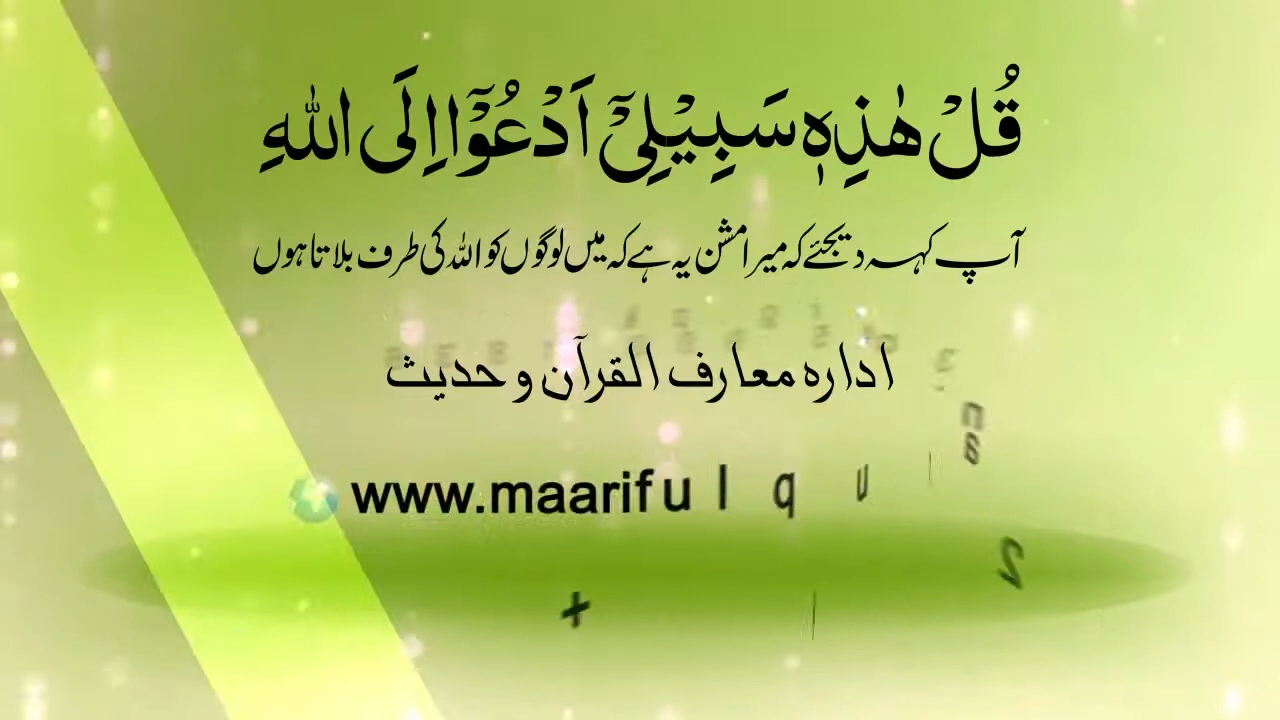 قُلْ هٰذِهٖ سَبِيْلِيْٓ اَدْعُوْٓا اِلَى اللّٰهِ
آپ کہہ دیجئے کہ میرا مشن یہ ہے کہ میں لوگوں کو اللہ کی طرف بلاتا ہوں
ادارہ معارف القرآن و حدیث
www.maarifulqu